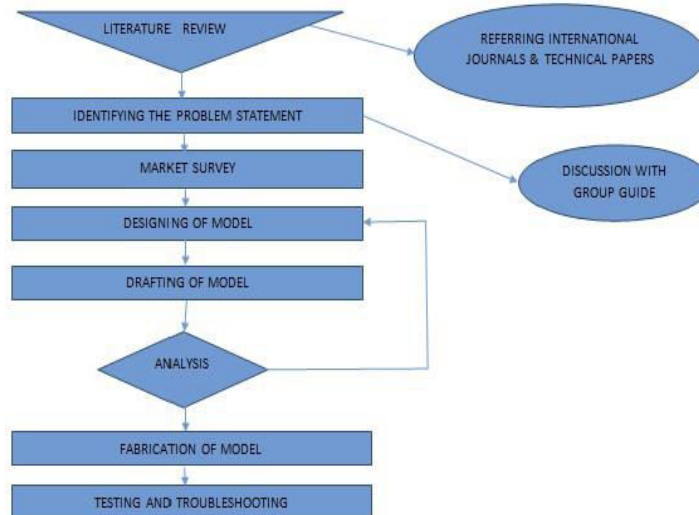 LITERATURE REVIEW
REFERRING INTERNATIONAL
JOURNALS & TECHNICAL PAPERS
IDENTIFYING THE PROBLEM STATEMENT
MARKET SURVEY
DISCUSSION WITH
GROUP GUIDE
DESIGNING OF MODEL
DRAFTING OF MODEL
ANALYSIS
FABRICATION OF MODEL
TESTING AND TROUBLESHOOTING